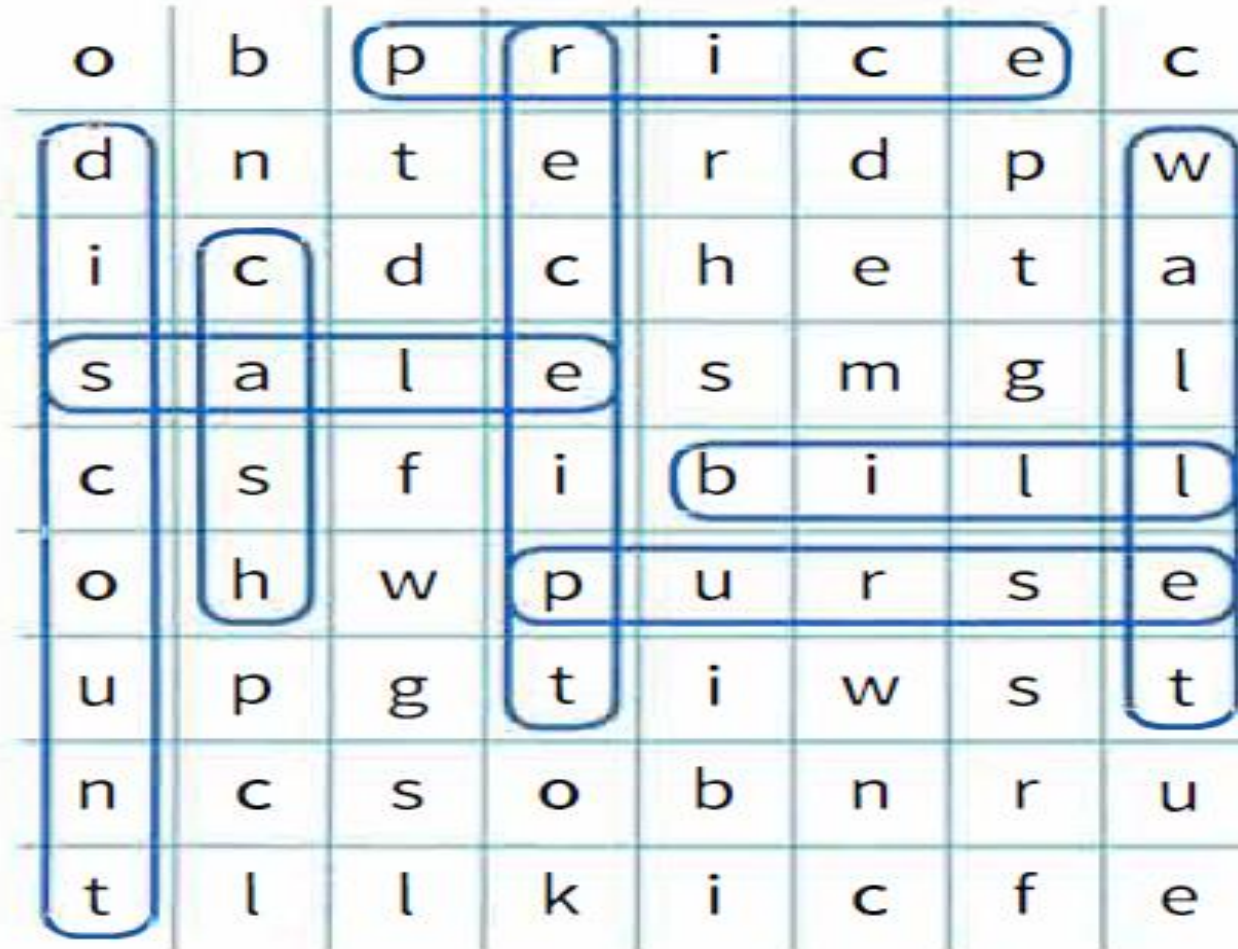 o b p r i c e c
d n t e r d p w
i c d c h e t a
s a l e s m g l
c s f i b i l l
o h w p u r s e
u p g t i w s t
n c s o b n r u
t l l k i c f e